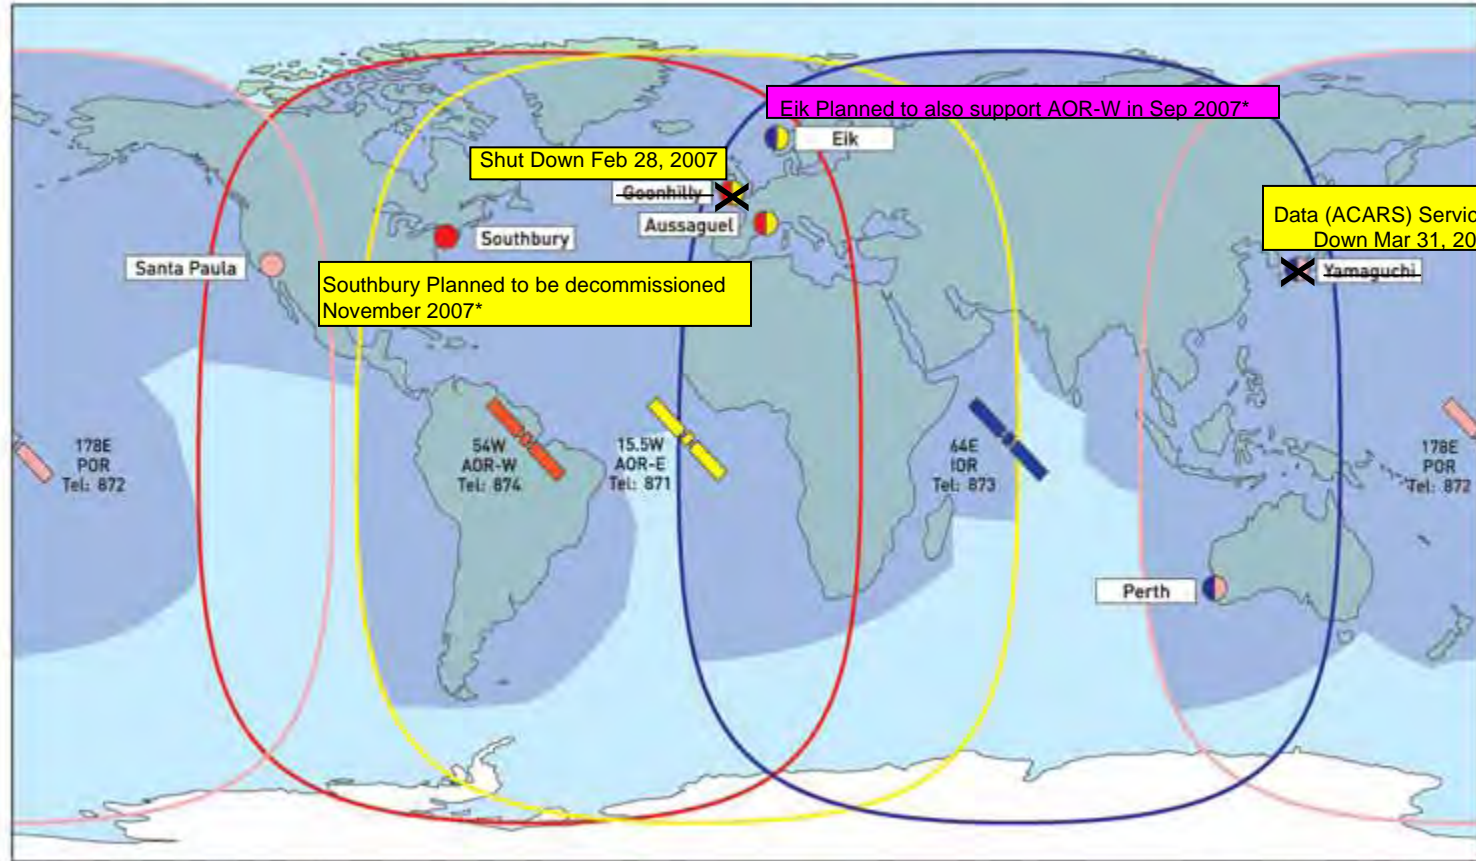 Eik Planned to also support AOR-W in Sep 2007*
Eik
Shut Down Feb 28, 2007
Goonhilly
Aussaguel
Southbury
Santa Paula
Southbury Planned to be decommissioned
November 2007*
Data (ACARS)
Down Mar 31,
Yamaguchi
178E
POR
Tel: 872
54W
AOR-W
Tel: 874
15.5W
AOR-E
Tel: 871
64E
IOR
Tel: 873
178E
POR
Tel: 872
Perth